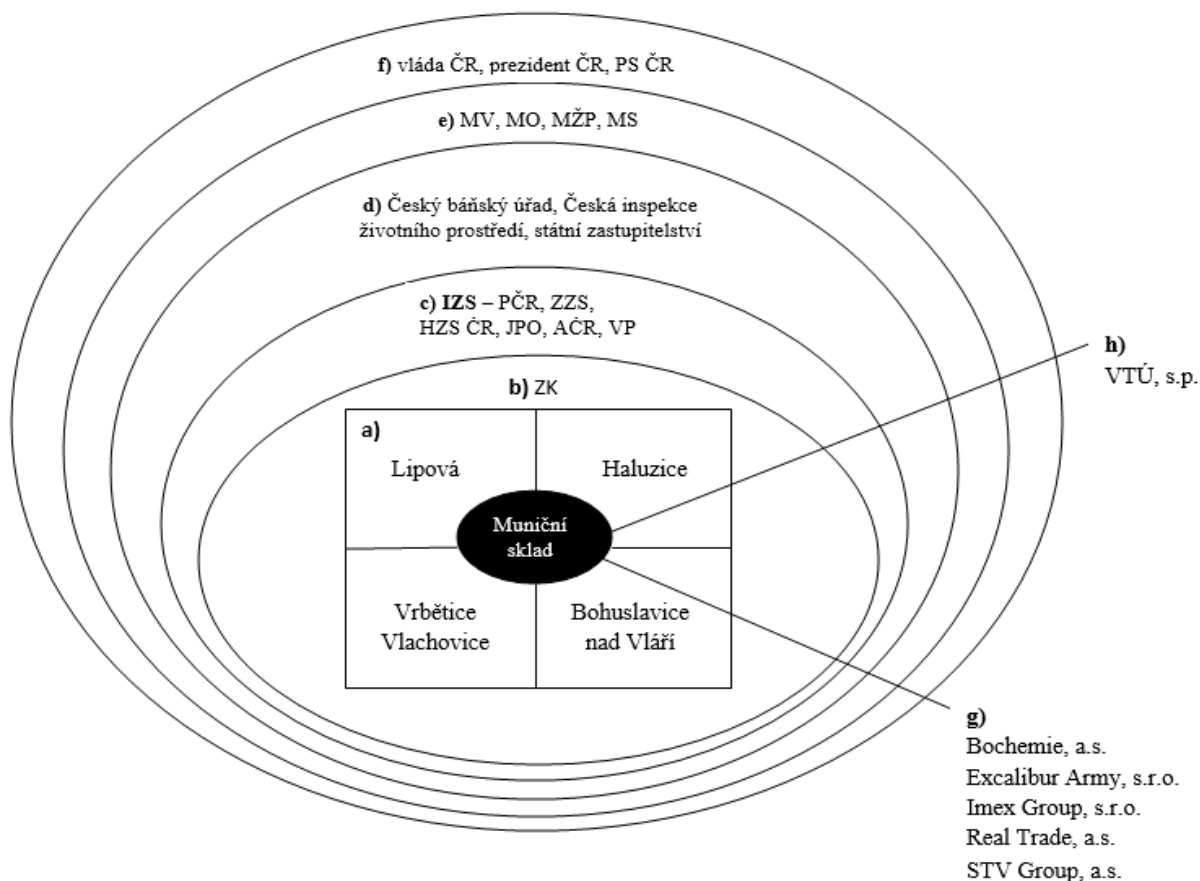 f) vláda ČR, prezident ČR, PS ČR
e) MV, MO, MŽP, MS
d) Český báňský úřad, Česká inspekce
životního prostředí, státní zastupitelství
c) IZS – PČR, ZZS,
HZS ČR, JPO, AČR, VP
b) ZK
a)
Lipová
Haluzice
Muniční
sklad
Vrbětice
Vlachovice
Bohuslavice
nad Vláří
h)
VTÚ, s.p.
g)
Bochemie, a.s.
Excalibur Army, s.r.o.
Imex Group, s.r.o.
Real Trade, a.s.
STV Group, a.s.